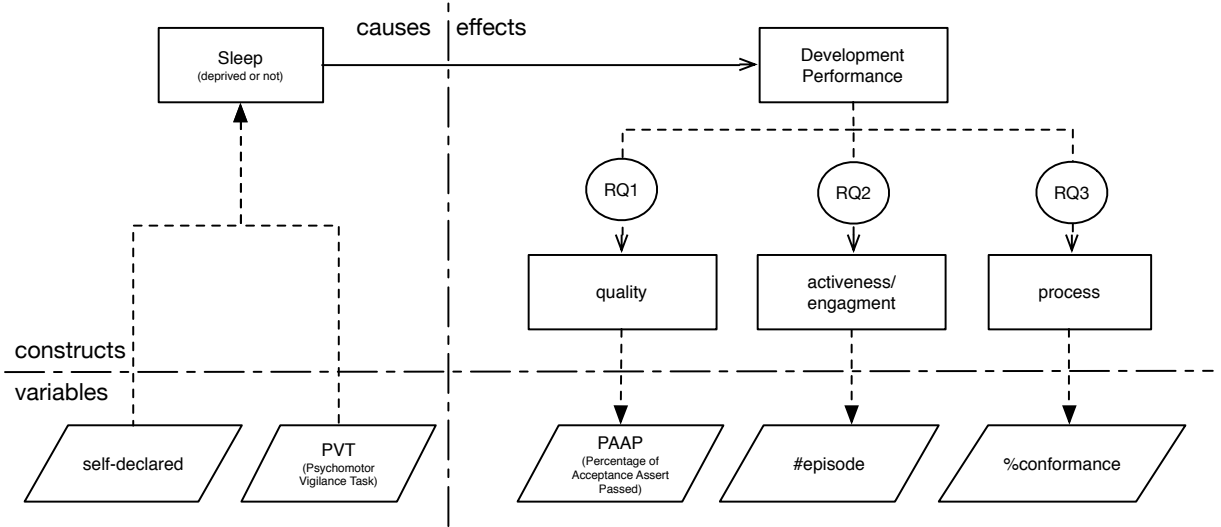 causes
effects
Sleep
(deprived or not)
Development
Performance
RQ1
RQ2
RQ3
quality
activeness/
engagment
process
constructs
variables
self-declared
PVT
(Psychomotor
Vigilance Task)
PAAP
(Percentage of
Acceptance Assert
Passed)
#episode
%conformance